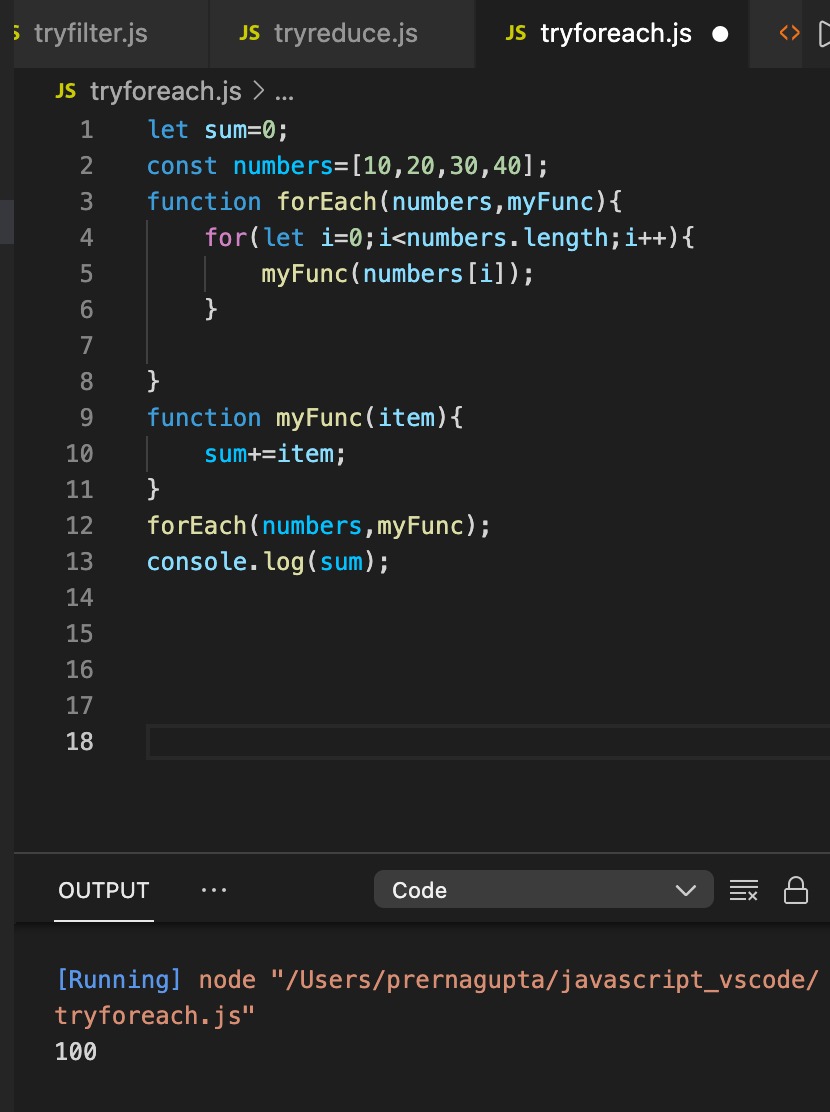 S tryfilter.js JS tryreduce.js JS tryforeach.js
JS tryforeach.js > ...
1 let sum=0;
2 const numbers=[10,20,30,40];
3 function forEach(numbers,myFunc){
4 for(let i=0;i<numbers.length;i++){
5 myFunc(numbers[i]);
6 }
7
8 }
9 function myFunc(item){
10 sum+=item;
11 }
12 forEach(numbers,myFunc);
13 console.log(sum);
14
15
16
17
18
OUTPUT ... Code
[Running] node "/Users/prernagupta/javascript_vscode/
tryforeach.js"
100